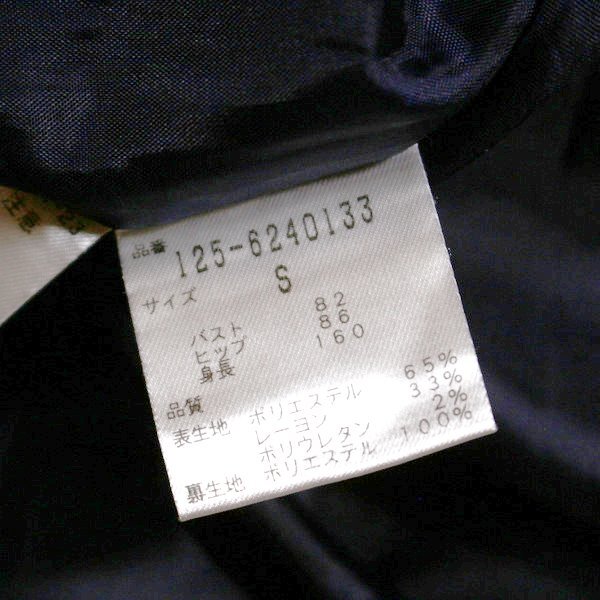 品番 125-6240133
サイズ S
バスト 82
ヒップ 86
身長 160
品質
表生地 ポリエステル 65%
レーヨン 33%
ポリウレタン 2%
裏生地 ポリエステル 100%
注意